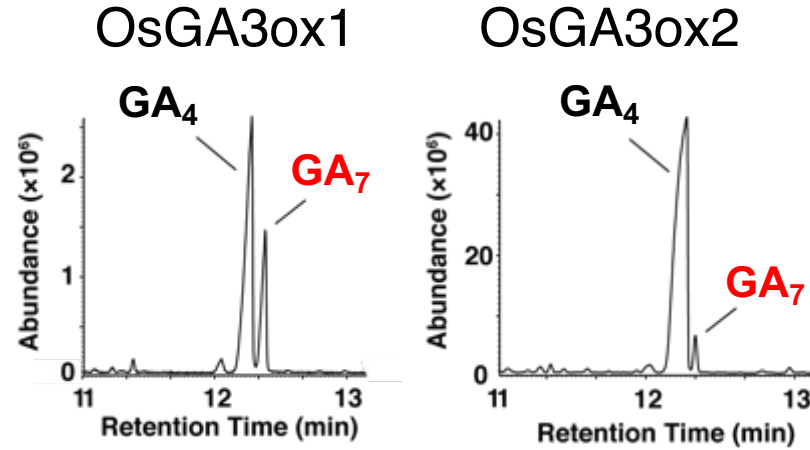 OsGA3ox1
GA₄
GA₇
Abundance (×10⁶)
2
1
0
11 12 13
Retention Time (min)
OsGA3ox2
GA₄
GA₇
Abundance (×10⁶)
40
20
0
11 12 13
Retention Time (min)